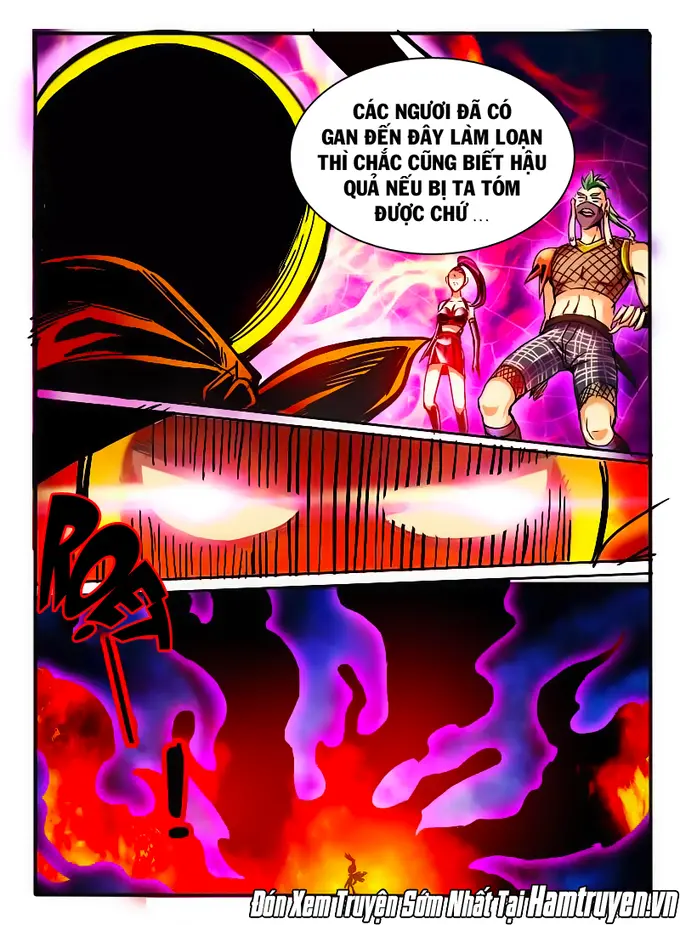 CÁC NGƯƠI ĐÃ CÓ
GAN ĐẾN ĐÂY LÀM LOẠN
THÌ CHẮC CŨNG BIẾT HẬU
QUẢ NẾU BỊ TA TÓM
ĐƯỢC CHỨ ...
RỌẸT
!
Đón Xem Truyện Sớm Nhất Tại Hamtruyen.vn